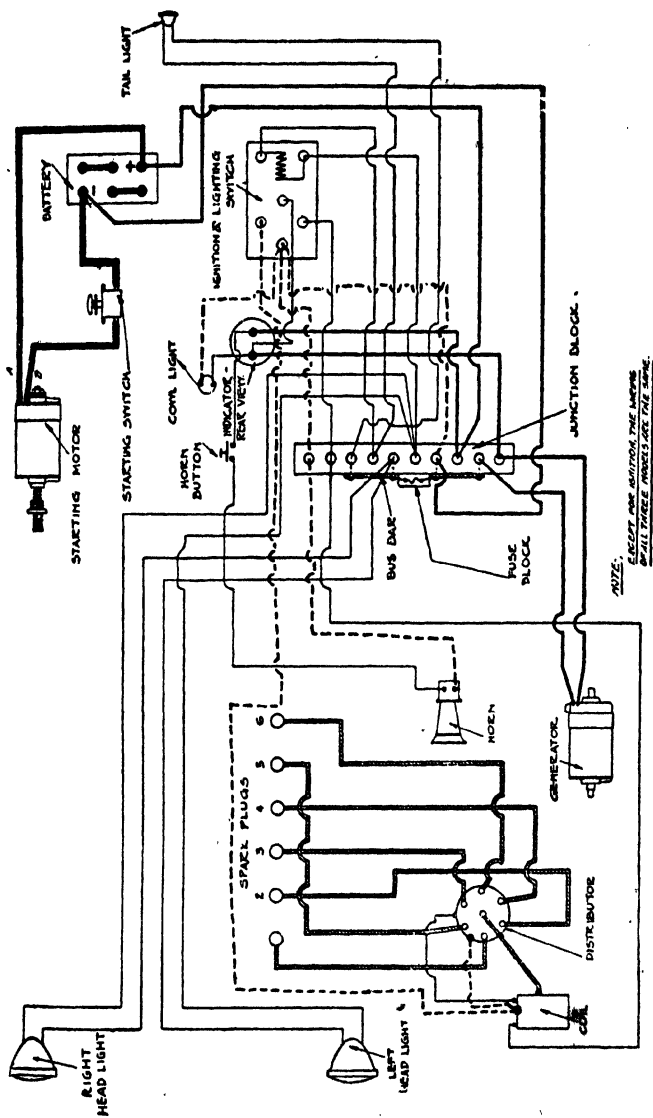 TAIL LIGHT
BATTERY
- +
IGNITION & LIGHTING
SWITCH
STARTING MOTOR
STARTING SWITCH
COWL LIGHT
HORN
BUTTON
INDICATOR-
REAR VIEW.
JUNCTION BLOCK.
BUS BAR
FUSE
BLOCK
NOTE:
EXCEPT FOR IGNITION, THE WIRING
OF ALL THREE MODELS ARE THE SAME.
HORN
GENERATOR
SPARK PLUGS
2 3 4 5 6
DISTRIBUTOR
COIL
RIGHT
HEAD LIGHT
LEFT
HEAD LIGHT